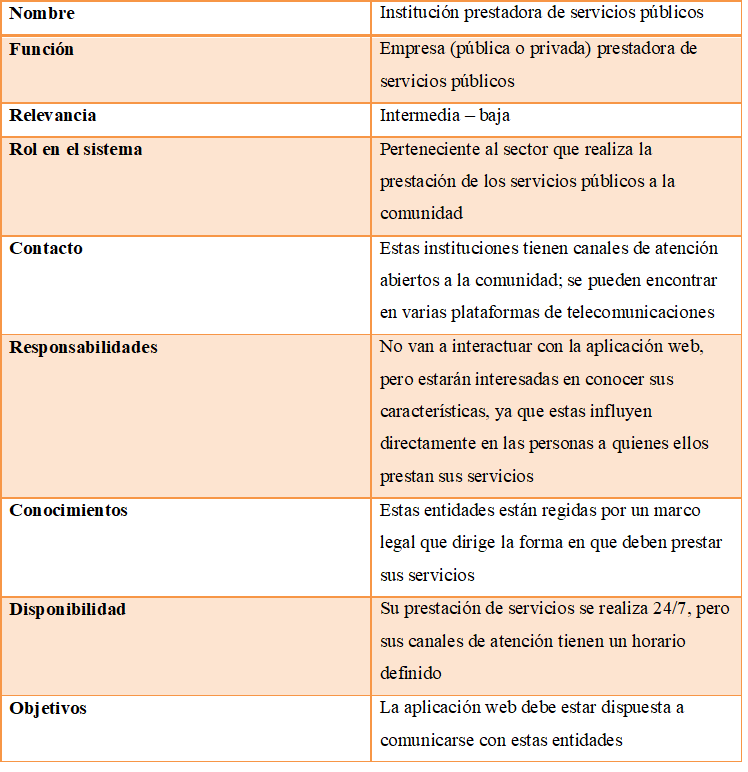 Nombre
Institución prestadora de servicios públicos
Función
Empresa (pública o privada) prestadora de
servicios públicos
Relevancia
Intermedia – baja
Rol en el sistema
Perteneciente al sector que realiza la
prestación de los servicios públicos a la
comunidad
Contacto
Estas instituciones tienen canales de atención
abiertos a la comunidad; se pueden encontrar
en varias plataformas de telecomunicaciones
Responsabilidades
No van a interactuar con la aplicación web,
pero estarán interesadas en conocer sus
características, ya que estas influyen
directamente en las personas a quienes ellos
prestan sus servicios
Conocimientos
Estas entidades están regidas por un marco
legal que dirige la forma en que deben prestar
sus servicios
Disponibilidad
Su prestación de servicios se realiza 24/7, pero
sus canales de atención tienen un horario
definido
Objetivos
La aplicación web debe estar dispuesta a
comunicarse con estas entidades